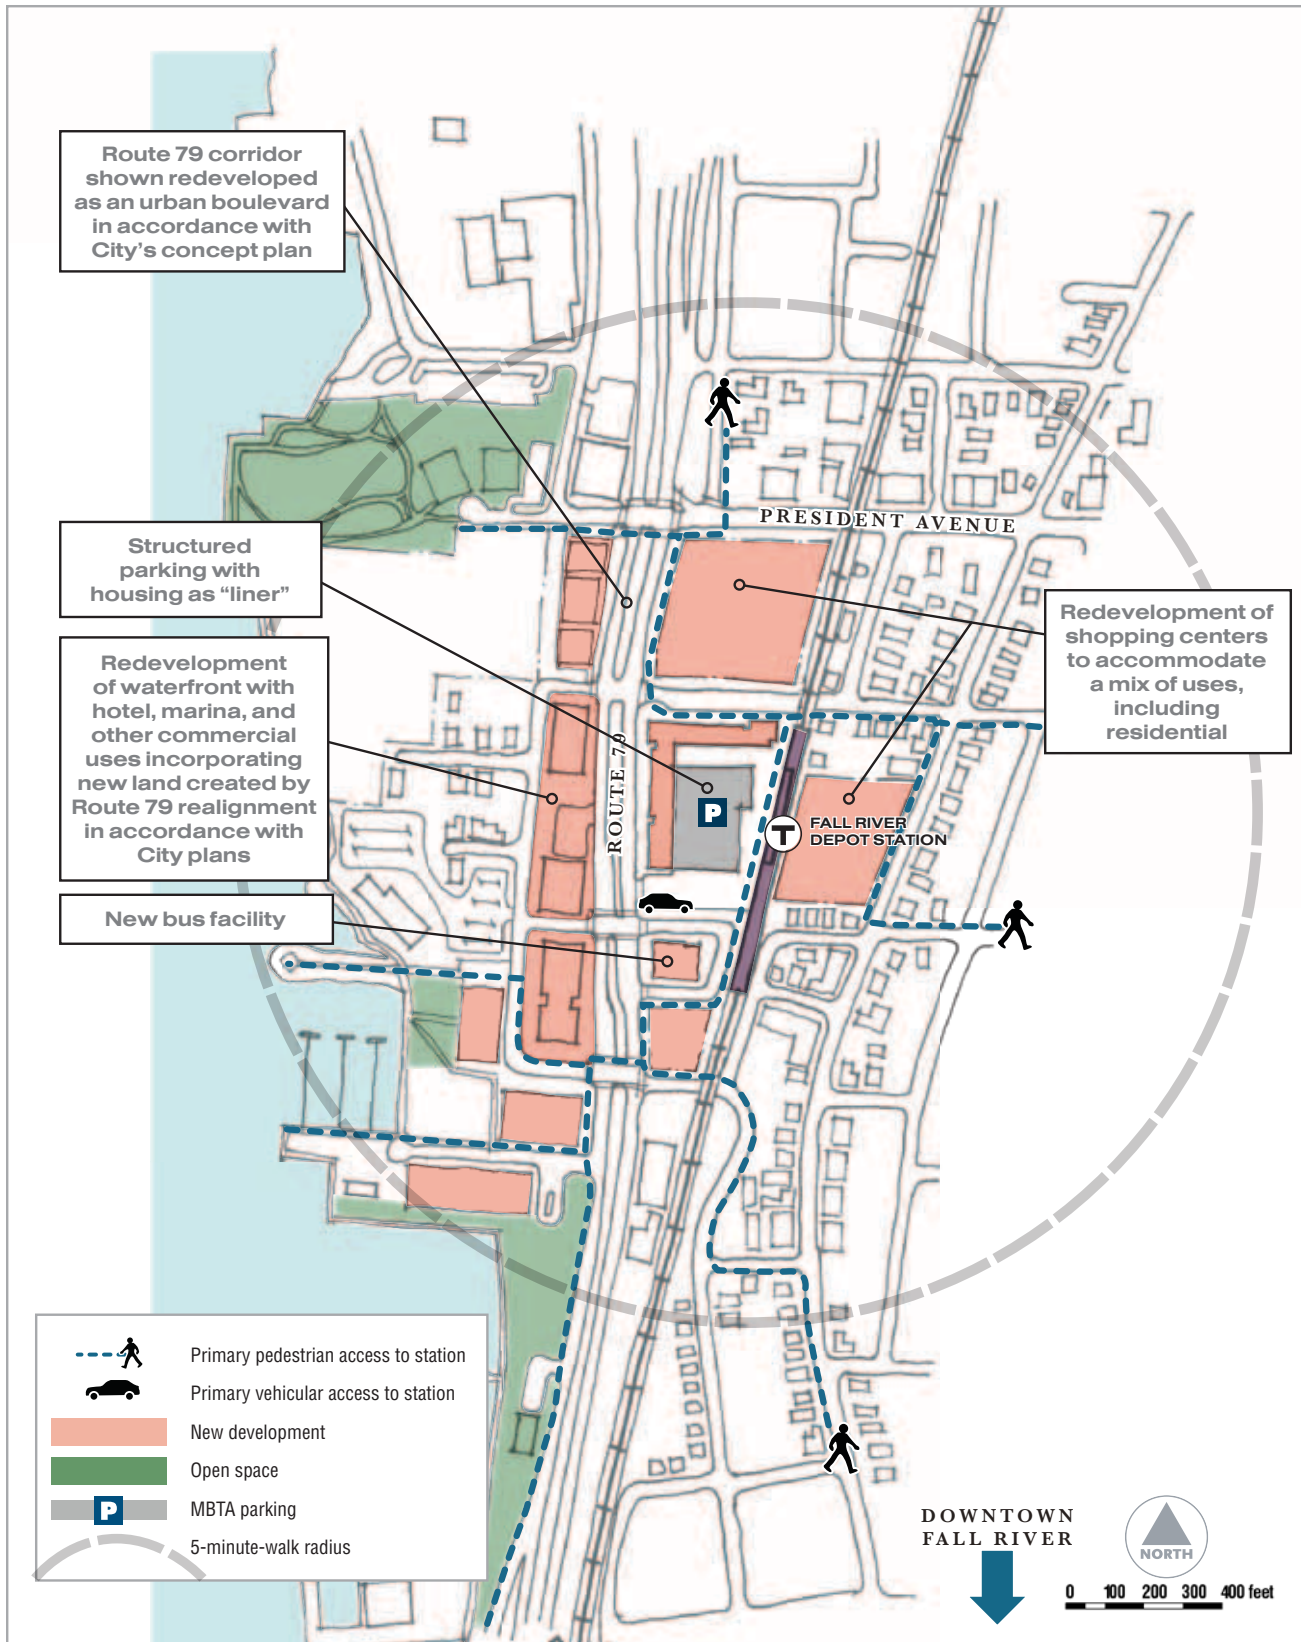 Route 79 corridor
shown redeveloped
as an urban boulevard
in accordance with
City's concept plan
PRESIDENT AVENUE
Structured
parking with
housing as “liner”
Redevelopment of
shopping centers
to accommodate
a mix of uses,
including
residential
Redevelopment
of waterfront with
hotel, marina, and
other commercial
uses incorporating
new land created by
Route 79 realignment
in accordance with
City plans
ROUTE 79
P
T
FALL RIVER
DEPOT STATION
New bus facility
Primary pedestrian access to station
Primary vehicular access to station
New development
Open space
P
MBTA parking
5-minute-walk radius
DOWNTOWN
FALL RIVER
NORTH
0 100 200 300 400 feet